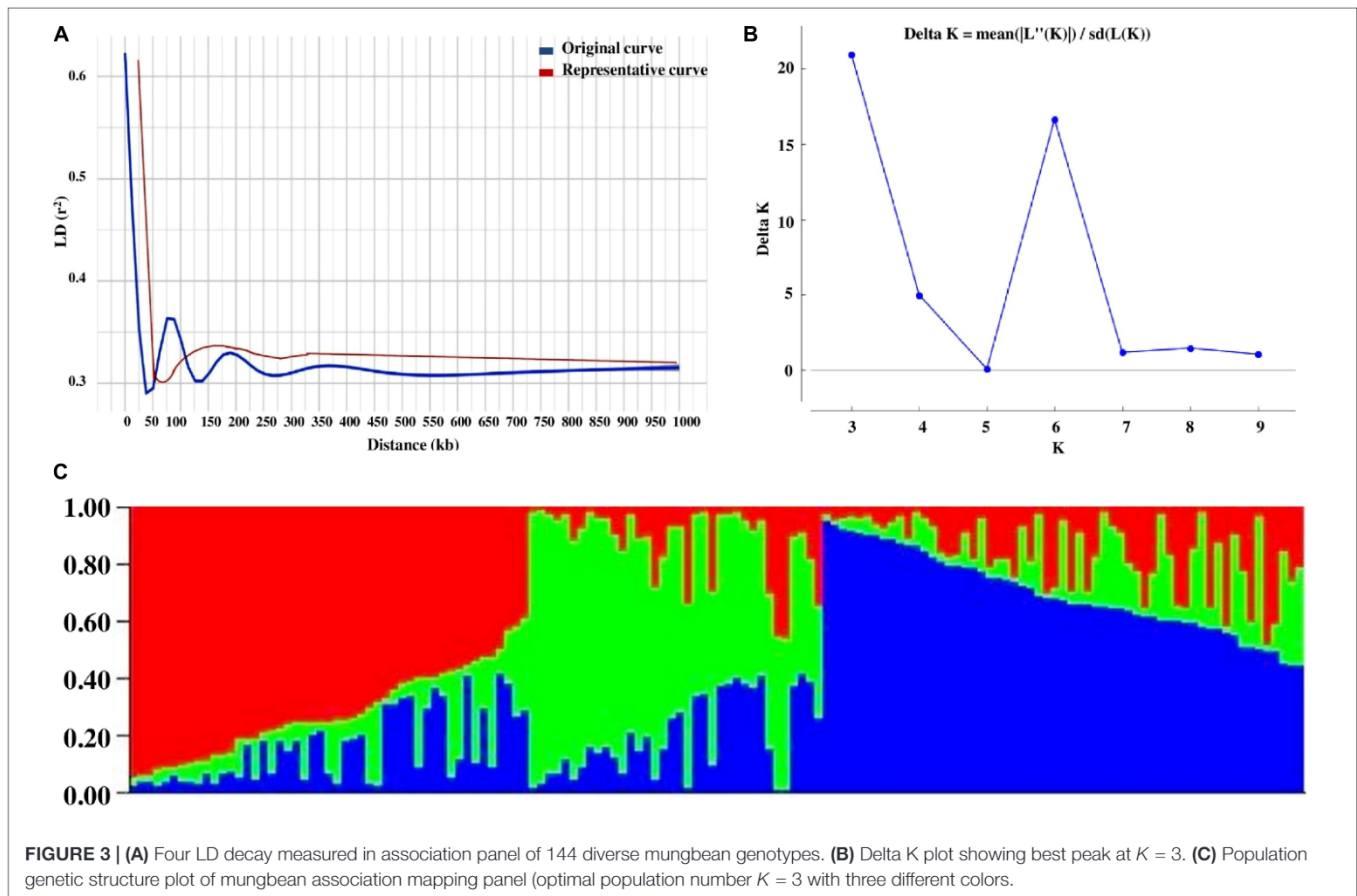 A
Original curve
Representative curve
0.6
0.5
0.4
0.3
LD (r²)
0 50 100 150 200 250 300 350 400 450 500 550 600 650 700 750 800 850 900 950 1000
Distance (kb)
B
Delta K = mean(|L''(K)|) / sd(L(K))
20
15
10
5
0
Delta K
3 4 5 6 7 8 9
K
C
1.00
0.80
0.60
0.40
0.20
0.00
FIGURE 3 | (A) Four LD decay measured in association panel of 144 diverse mungbean genotypes. (B) Delta K plot showing best peak at K = 3. (C) Population
genetic structure plot of mungbean association mapping panel (optimal population number K = 3 with three different colors.